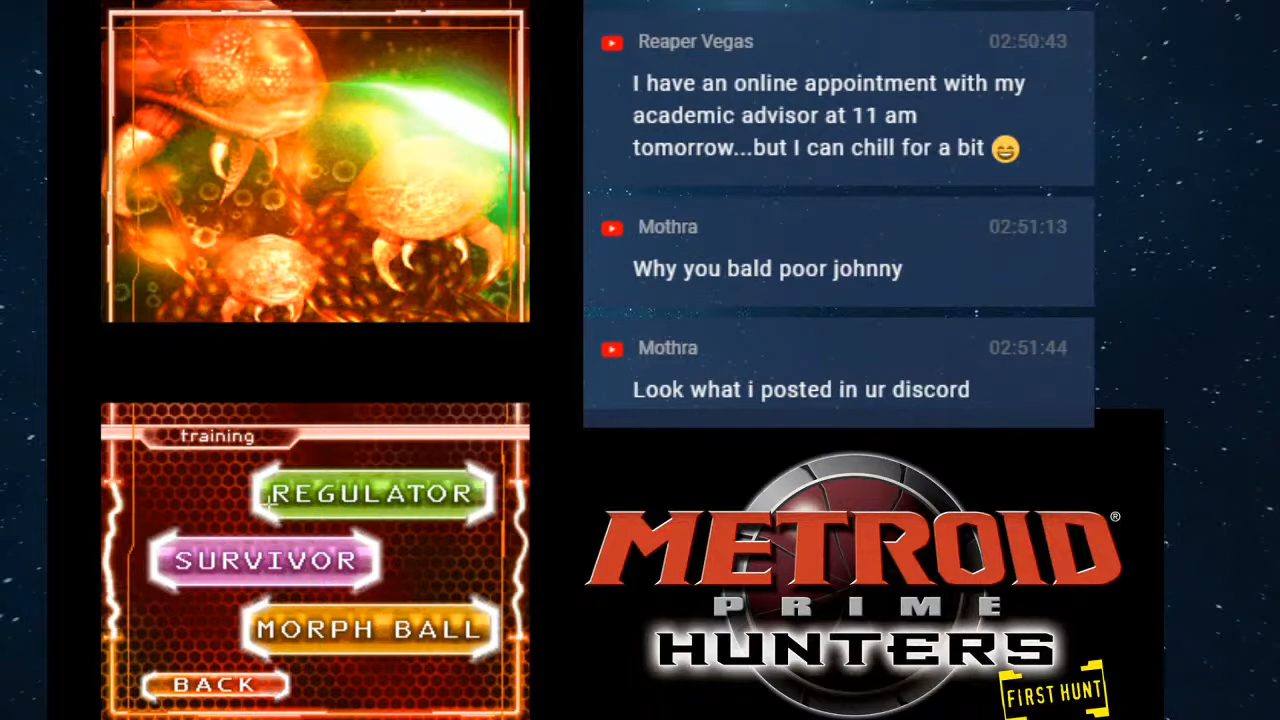 Reaper Vegas 02:50:43
I have an online appointment with my
academic advisor at 11 am
tomorrow...but I can chill for a bit 😄
Mothra 02:51:13
Why you bald poor johnny
Mothra 02:51:44
Look what i posted in ur discord
training
REGULATOR
SURVIVOR
MORPH BALL
BACK
METROID®
PRIME
HUNTERS
FIRST HUNT